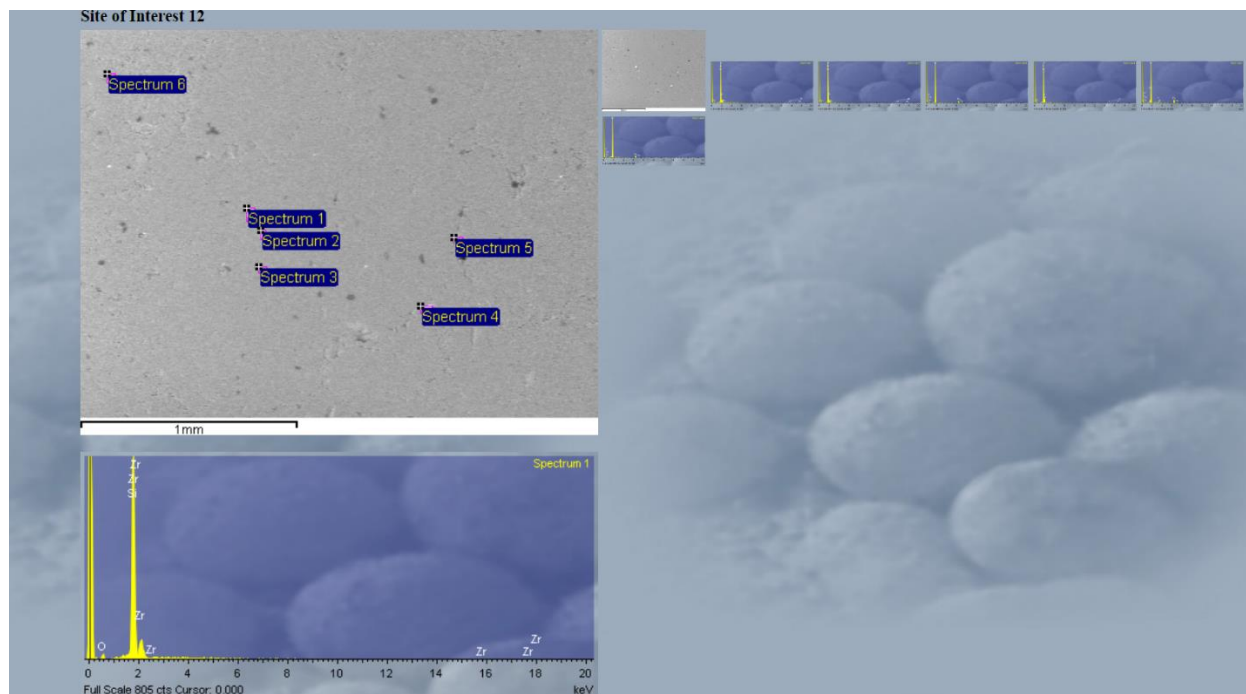 Site of Interest 12
Spectrum 6
Spectrum 1
Spectrum 2
Spectrum 5
Spectrum 3
Spectrum 4
1mm
Spectrum 1
Zr
Zr
Si
Zr
O
Zr
Zr
Zr
Zr
0 2 4 6 8 10 12 14 16 18 20
Full Scale 805 cts Cursor: 0.000 keV